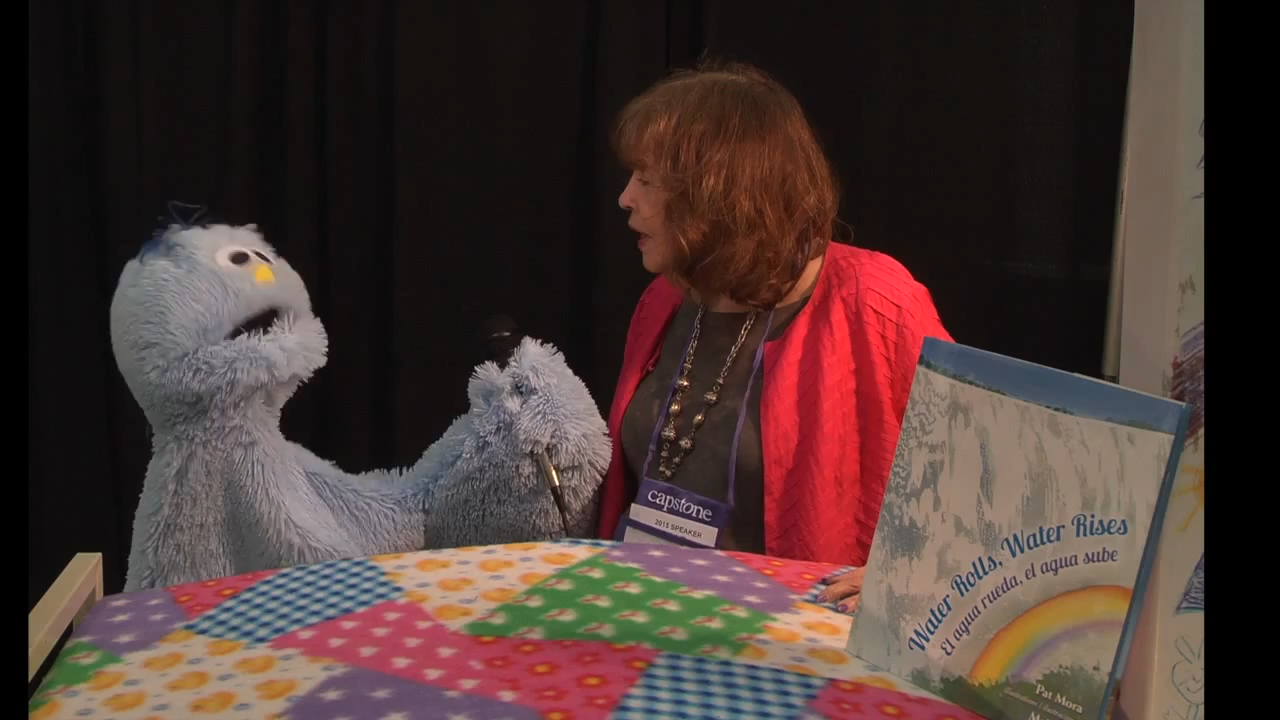 capstone
2015 SPEAKER
Water Rolls, Water Rises
El agua rueda, el agua sube
Pat Mora